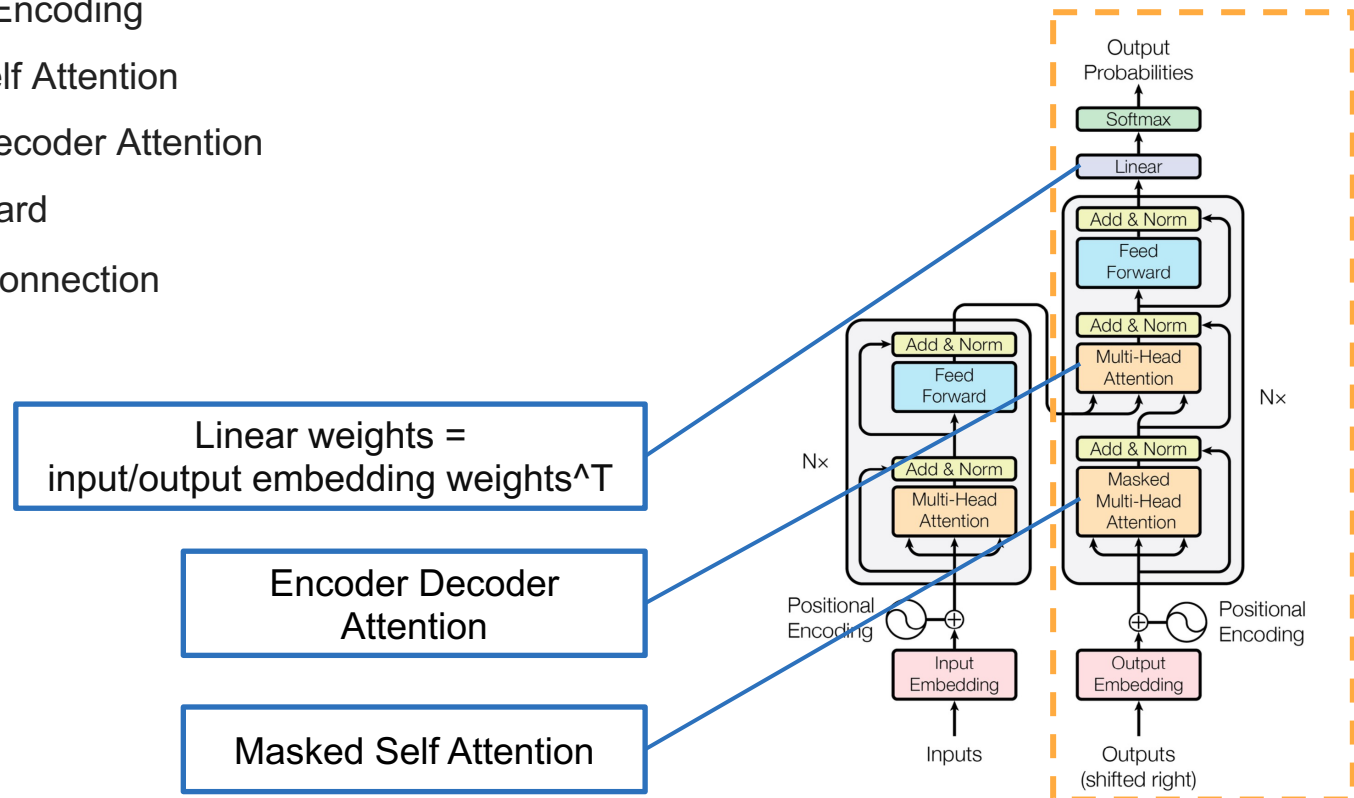 Encoding
elf Attention
ecoder Attention
ard
onnection
Linear weights =
input/output embedding weights^T
Encoder Decoder
Attention
Masked Self Attention
Output
Probabilities
Softmax
Linear
Add & Norm
Feed
Forward
Add & Norm
Multi-Head
Attention
Add & Norm
Masked
Multi-Head
Attention
Nx
Positional
Encoding
Output
Embedding
Outputs
(shifted right)
Add & Norm
Feed
Forward
Nx
Add & Norm
Multi-Head
Attention
Positional
Encoding
Input
Embedding
Inputs